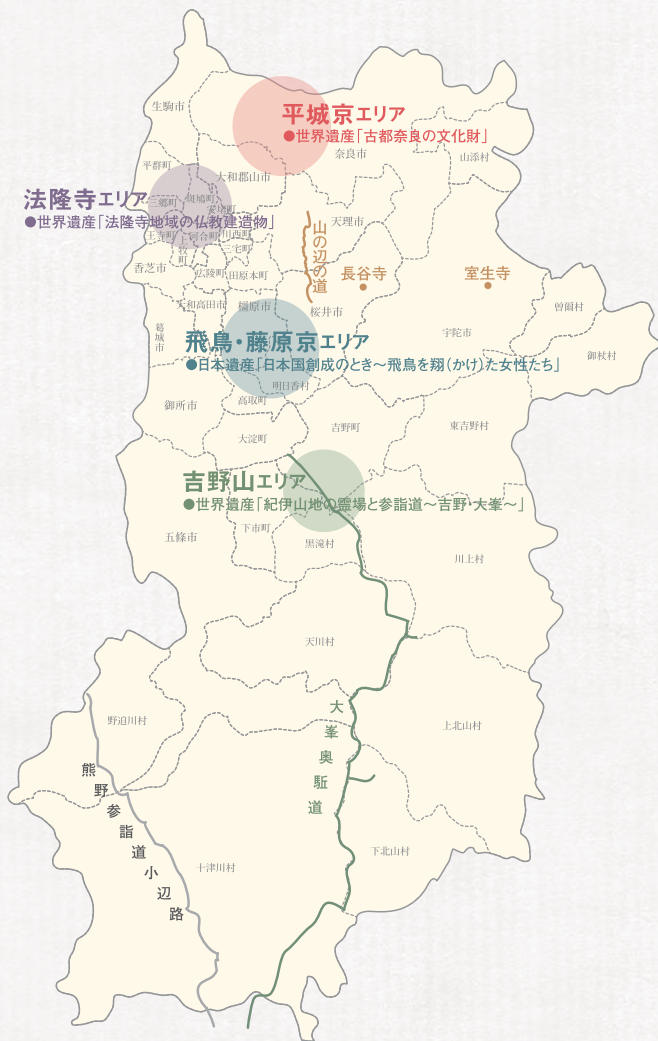 生駒市
平城京エリア
●世界遺産「古都奈良の文化財」
奈良市
山添村
平群町
大和郡山市
法隆寺エリア
三郷町
斑鳩町
安堵町
●世界遺産「法隆寺地域の仏教建造物」
王寺町
河合町
川西町
上牧町
三宅町
天理市
山の辺の道
香芝市
広陵町
田原本町
長谷寺
室生寺
大和高田市
橿原市
桜井市
曽爾村
葛城市
飛鳥・藤原京エリア
宇陀市
御杖村
●日本遺産「日本国創成のとき～飛鳥を翔(かけ)た女性たち」
明日香村
御所市
高取町
大淀町
吉野町
東吉野村
吉野山エリア
●世界遺産「紀伊山地の霊場と参詣道～吉野・大峯～」
五條市
下市町
黒滝村
川上村
天川村
野迫川村
大峯奥駈道
上北山村
熊野参詣道小辺路
下北山村
十津川村